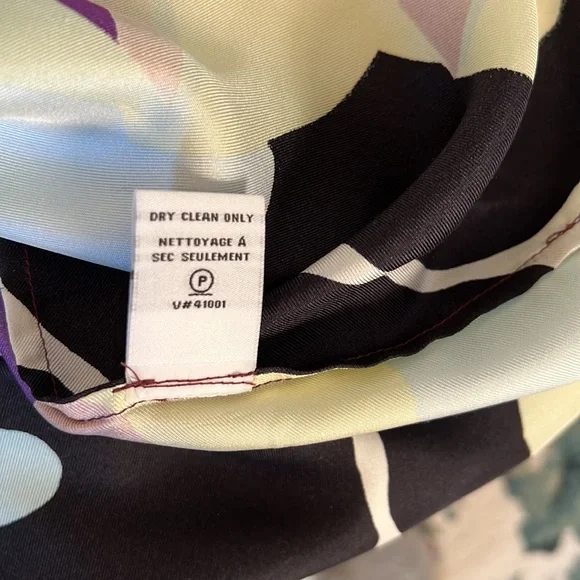 DRY CLEAN ONLY
NETTOYAGE À
SEC SEULEMENT
P
V#41001